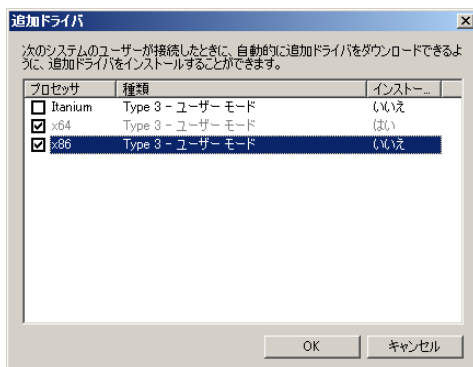 追加ドライバ
次のシステムのユーザーが接続したときに、自動的に追加ドライバをダウンロードできるよ
うに、追加ドライバをインストールすることができます。
プロセッサ 種類 インストー...
Itanium Type 3 - ユーザー モード いいえ
x64 Type 3 - ユーザー モード はい
x86 Type 3 - ユーザー モード いいえ
OK キャンセル